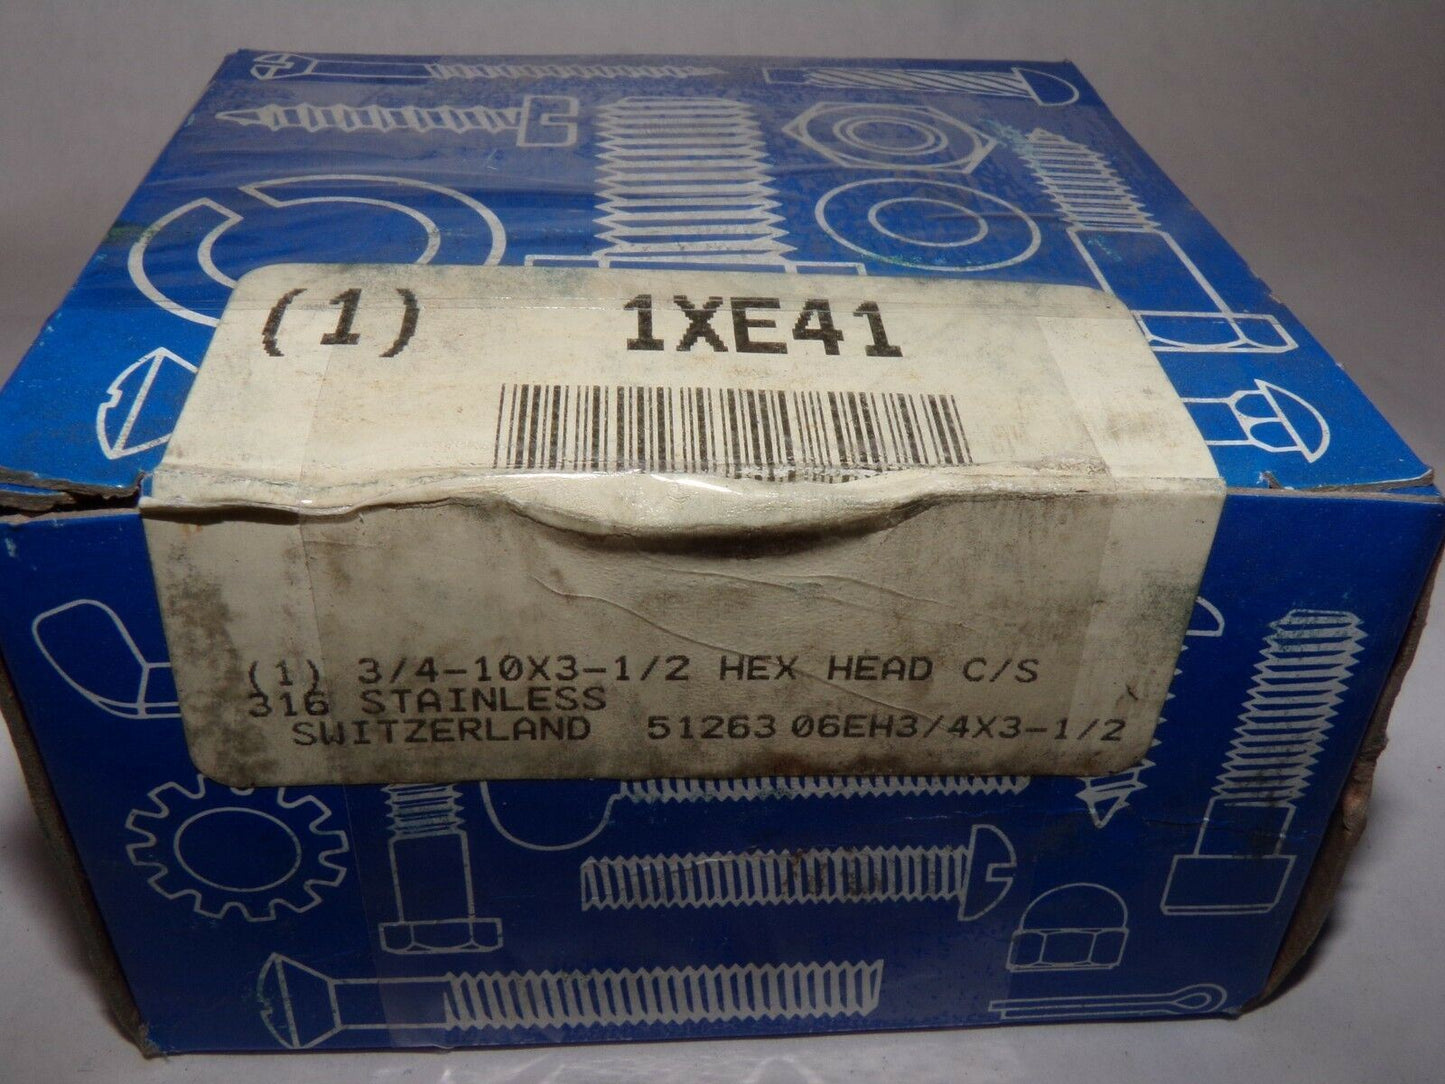 (1) 1XE41
(1) 3/4-10X3-1/2 HEX HEAD C/S
316 STAINLESS
SWITZERLAND 51263 06EH3/4X3-1/2